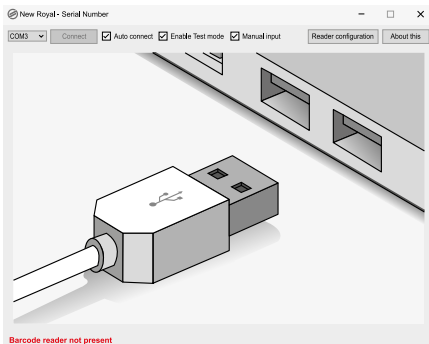 New Royal - Serial Number
COM3 Connect Auto connect Enable Test mode Manual input Reader configuration About this
Barcode reader not present